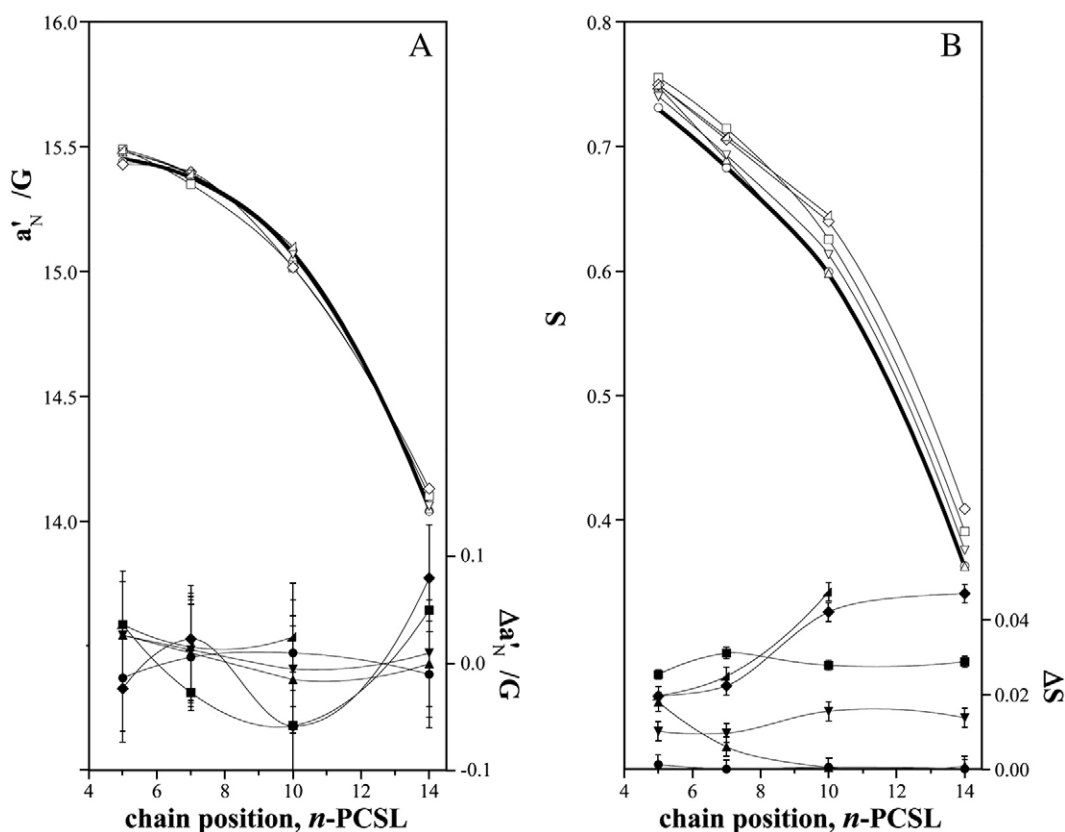 A
16.0
15.5
15.0
14.5
14.0
a'N /G
0.1
0.0
-0.1
Δa'N /G
4 6 8 10 12 14
chain position, n-PCSL
B
0.8
0.7
0.6
0.5
0.4
S
0.04
0.02
0.00
ΔS
4 6 8 10 12 14
chain position, n-PCSL